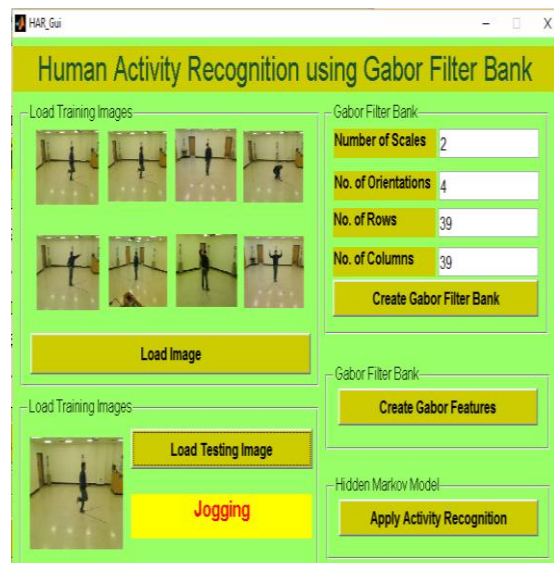 HAR_Gui
Human Activity Recognition using Gabor Filter Bank
Load Training Images
Load Image
Gabor Filter Bank
Number of Scales 2
No. of Orientations 4
No. of Rows 39
No. of Columns 39
Create Gabor Filter Bank
Gabor Filter Bank
Create Gabor Features
Load Training Images
Load Testing Image
Jogging
Hidden Markov Model
Apply Activity Recognition